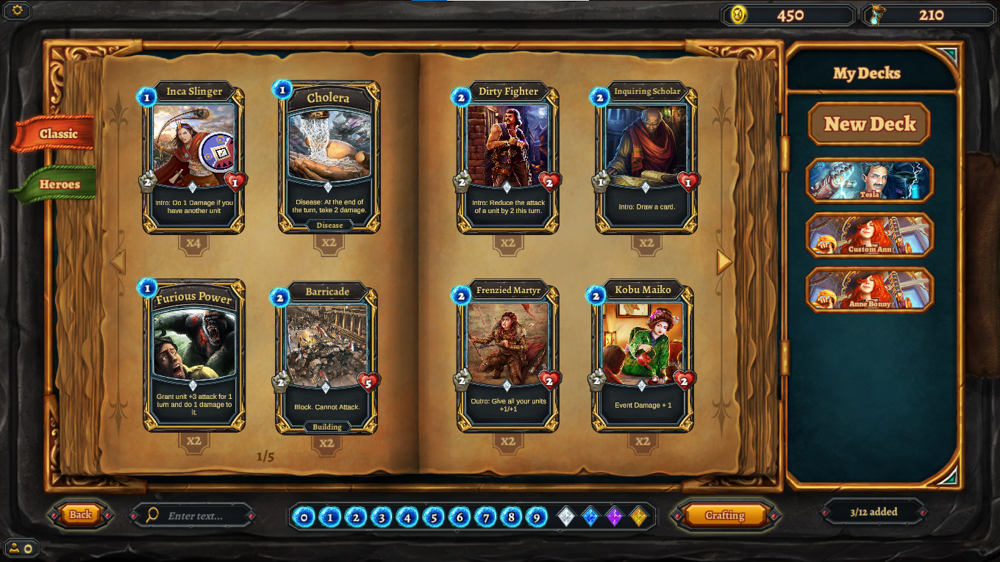 450
210
My Decks
New Deck
Tesla
Custom Ann
Anne Bonny
3/12 added
Classic
Heroes
1
Inca Slinger
2
1
Intro: Do 1 Damage if you
have another unit
X4
1
Cholera
Disease: At the end of
the turn, take 2 damage.
Disease
X2
2
Dirty Fighter
2
2
Intro: Reduce the attack
of a unit by 2 this turn.
X2
2
Inquiring Scholar
1
1
Intro: Draw a card.
X2
1
Furious Power
Grant unit +3 attack for 1
turn and do 1 damage to
it.
X2
2
Barricade
2
5
Block. Cannot Attack.
Building
X2
2
Frenzied Martyr
2
2
Outro: Give all your units
+1/+1
X2
2
Kobu Maiko
2
2
Event Damage + 1
X2
1/5
Back
Enter text...
0 1 2 3 4 5 6 7 8 9
Crafting
0